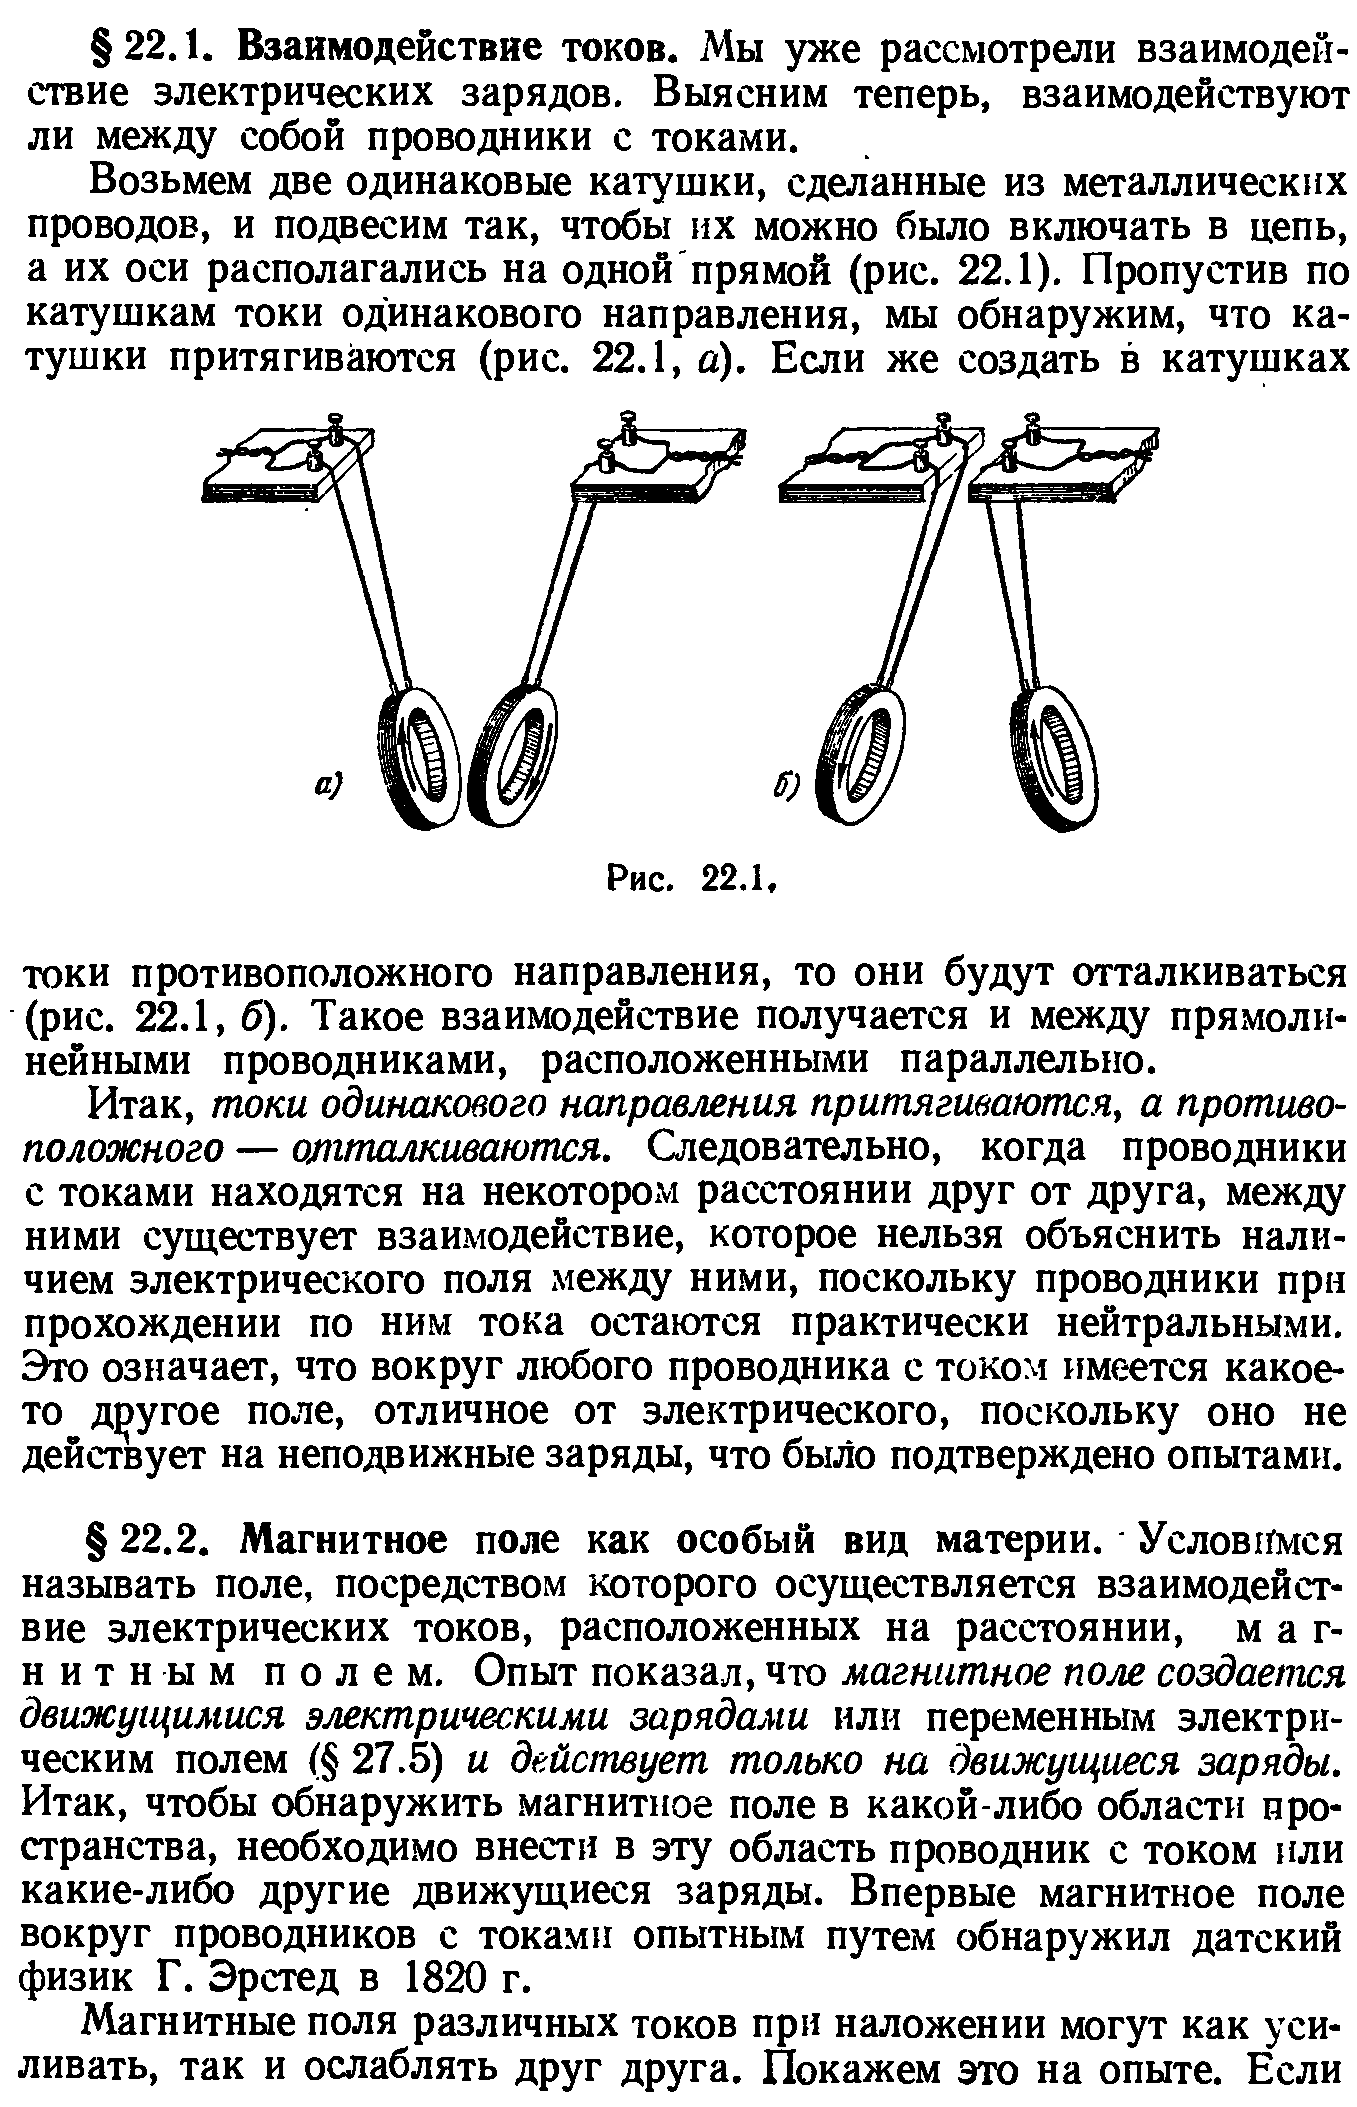 § 22.1. Взаимодействие токов. Мы уже рассмотрели взаимодей-
ствие электрических зарядов. Выясним теперь, взаимодействуют
ли между собой проводники с токами.
Возьмем две одинаковые катушки, сделанные из металлических
проводов, и подвесим так, чтобы их можно было включать в цепь,
а их оси располагались на одной прямой (рис. 22.1). Пропустив по
катушкам токи одинакового направления, мы обнаружим, что ка-
тушки притягиваются (рис. 22.1, а). Если же создать в катушках
а) б)
Рис. 22.1.
токи противоположного направления, то они будут отталкиваться
(рис. 22.1, б). Такое взаимодействие получается и между прямоли-
нейными проводниками, расположенными параллельно.
Итак, токи одинакового направления притягиваются, а противо-
положного — отталкиваются. Следовательно, когда проводники
с токами находятся на некотором расстоянии друг от друга, между
ними существует взаимодействие, которое нельзя объяснить нали-
чием электрического поля между ними, поскольку проводники при
прохождении по ним тока остаются практически нейтральными.
Это означает, что вокруг любого проводника с током имеется какое-
то другое поле, отличное от электрического, поскольку оно не
действует на неподвижные заряды, что было подтверждено опытами.
§ 22.2. Магнитное поле как особый вид материи. Условимся
называть поле, посредством которого осуществляется взаимодейст-
вие электрических токов, расположенных на расстоянии, м а г-
н и т н ы м п о л е м. Опыт показал, что магнитное поле создается
движущимися электрическими зарядами или переменным электри-
ческим полем (§ 27.5) и действует только на движущиеся заряды.
Итак, чтобы обнаружить магнитное поле в какой-либо области про-
странства, необходимо внести в эту область проводник с током или
какие-либо другие движущиеся заряды. Впервые магнитное поле
вокруг проводников с токами опытным путем обнаружил датский
физик Г. Эрстед в 1820 г.
Магнитные поля различных токов при наложении могут как уси-
ливать, так и ослаблять друг друга. Покажем это на опыте. Если